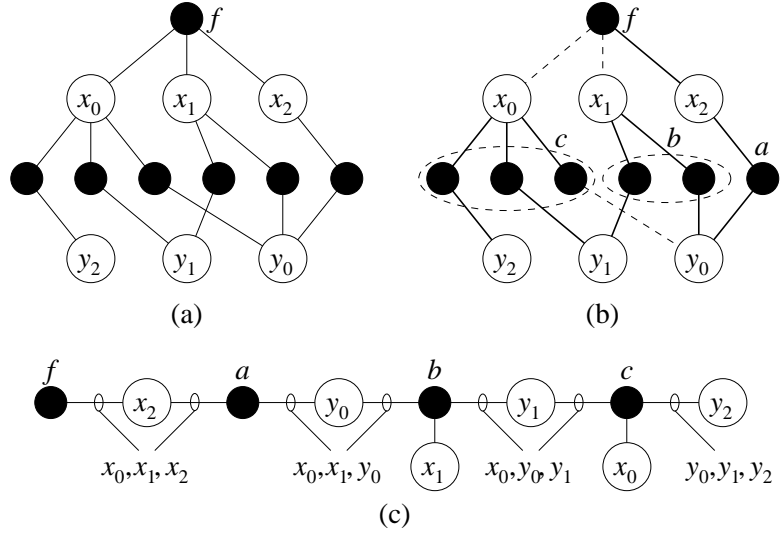 f f
x0 x1 x2 x0 x1 x2
c b a
y2 y1 y0 y2 y1 y0
(a) (b)
f a b c
x2 y0 y1 y2
x0,x1,x2 x0,x1,y0 x1 x0,y0,y1 x0 y0,y1,y2
(c)